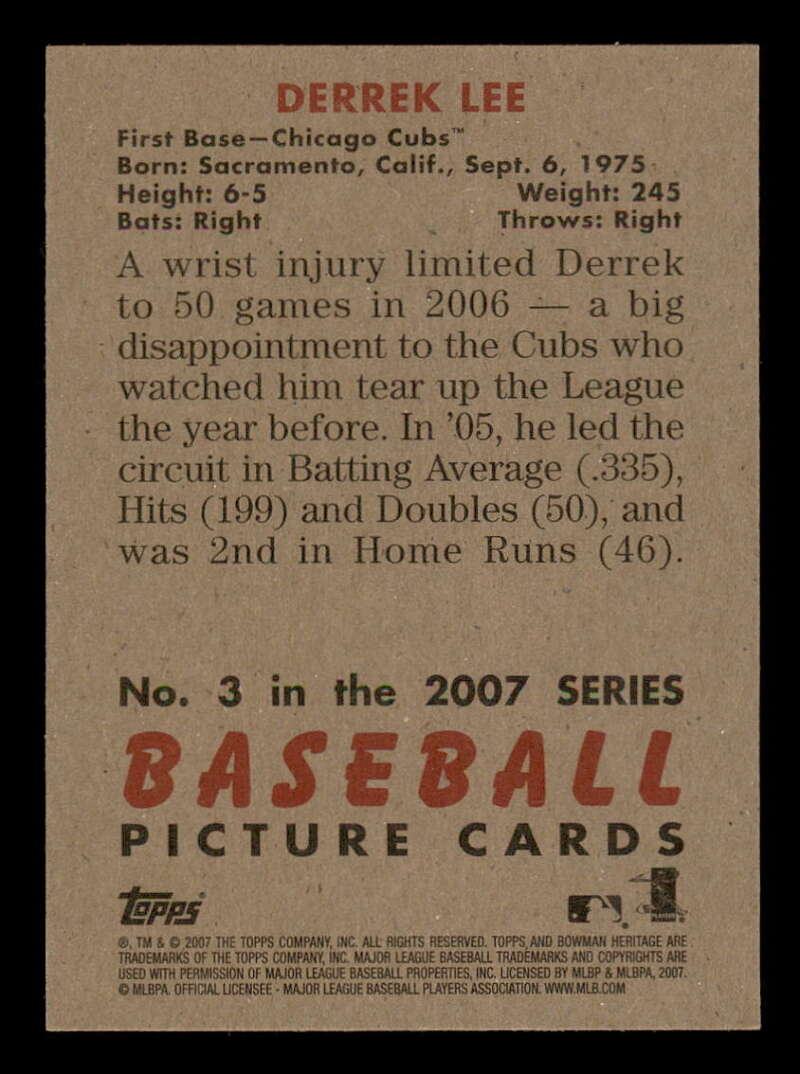 DERREK LEE
First Base—Chicago Cubs™
Born: Sacramento, Calif., Sept. 6, 1975
Height: 6-5 Weight: 245
Bats: Right Throws: Right
A wrist injury limited Derrek
to 50 games in 2006 — a big
disappointment to the Cubs who
watched him tear up the League
the year before. In ’05, he led the
circuit in Batting Average (.335),
Hits (199) and Doubles (50), and
was 2nd in Home Runs (46).
No. 3 in the 2007 SERIES
BASEBALL
PICTURE CARDS
Topps
®, TM & © 2007 THE TOPPS COMPANY, INC. ALL RIGHTS RESERVED. TOPPS AND BOWMAN HERITAGE ARE
TRADEMARKS OF THE TOPPS COMPANY, INC. MAJOR LEAGUE BASEBALL TRADEMARKS AND COPYRIGHTS ARE
USED WITH PERMISSION OF MAJOR LEAGUE BASEBALL PROPERTIES, INC. LICENSED BY MLBP & MLBPA, 2007.
© MLBPA. OFFICIAL LICENSEE - MAJOR LEAGUE BASEBALL PLAYERS ASSOCIATION. WWW.MLB.COM